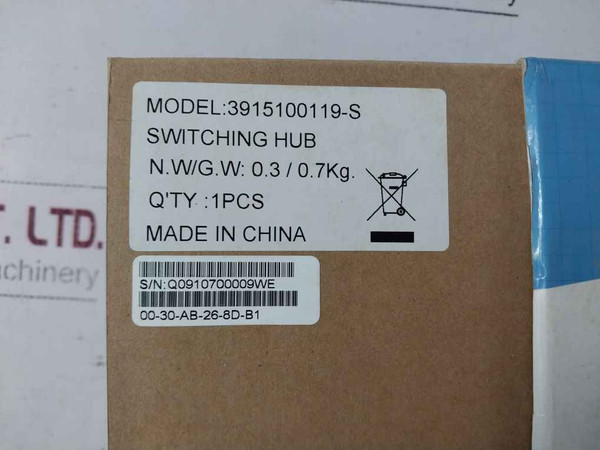 MODEL:3915100119-S
SWITCHING HUB
N.W/G.W: 0.3 / 0.7Kg.
Q'TY :1PCS
MADE IN CHINA
S/N:Q0910700009WE
00-30-AB-26-8D-B1
T. LTD.
achinery